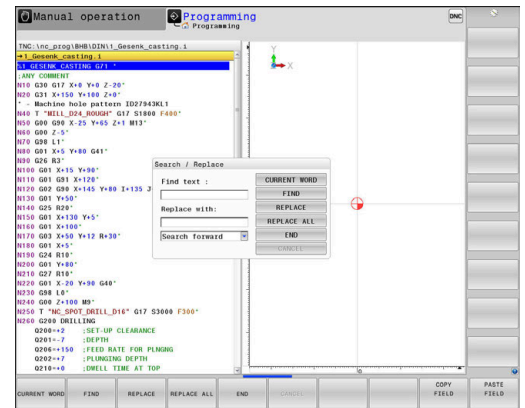 Manual operation
Programming
Programming
DNC
TNC:\nc_prog\BHB\DIN\1_Gesenk_casting.i
→1_Gesenk_casting.i
%1_GESENK_CASTING G71 *
;ANY COMMENT
N10 G30 G17 X+0 Y+0 Z-20*
N20 G31 X+150 Y+100 Z+0*
* - Machine hole pattern ID27943KL1
N40 T "MILL_D24_ROUGH" G17 S1800 F400*
N50 G00 G90 X-25 Y+65 Z+1 M13*
N60 G00 Z-5*
N70 G98 L1*
N80 G01 X+5 Y+80 G41*
N90 G26 R3*
N100 G01 X+15 Y+90*
N110 G01 G91 X+120*
N120 G02 G90 X+145 Y+80 I+135 J
N130 G01 Y+50*
N140 G25 R20*
N150 G01 X+130 Y+5*
N160 G01 X+100*
N170 G03 X+50 Y+12 R+30*
N180 G01 X+5*
N190 G24 R10*
N200 G01 Y+80*
N210 G27 R10*
N220 G01 X-20 Y+90 G40*
N230 G98 L0*
N240 G00 Z+100 M9*
N250 T "NC_SPOT_DRILL_D16" G17 S3000 F300*
N260 G200 DRILLING
Q200=+2 ;SET-UP CLEARANCE
Q201=-7 ;DEPTH
Q206=+150 ;FEED RATE FOR PLNGNG
Q202=+7 ;PLUNGING DEPTH
Q210=+0 ;DWELL TIME AT TOP
Y
X
Search / Replace
Find text :
Replace with:
Search forward
CURRENT WORD
FIND
REPLACE
REPLACE ALL
END
CANCEL
0
CURRENT WORD
FIND
REPLACE
REPLACE ALL
END
CANCEL
COPY
FIELD
PASTE
FIELD